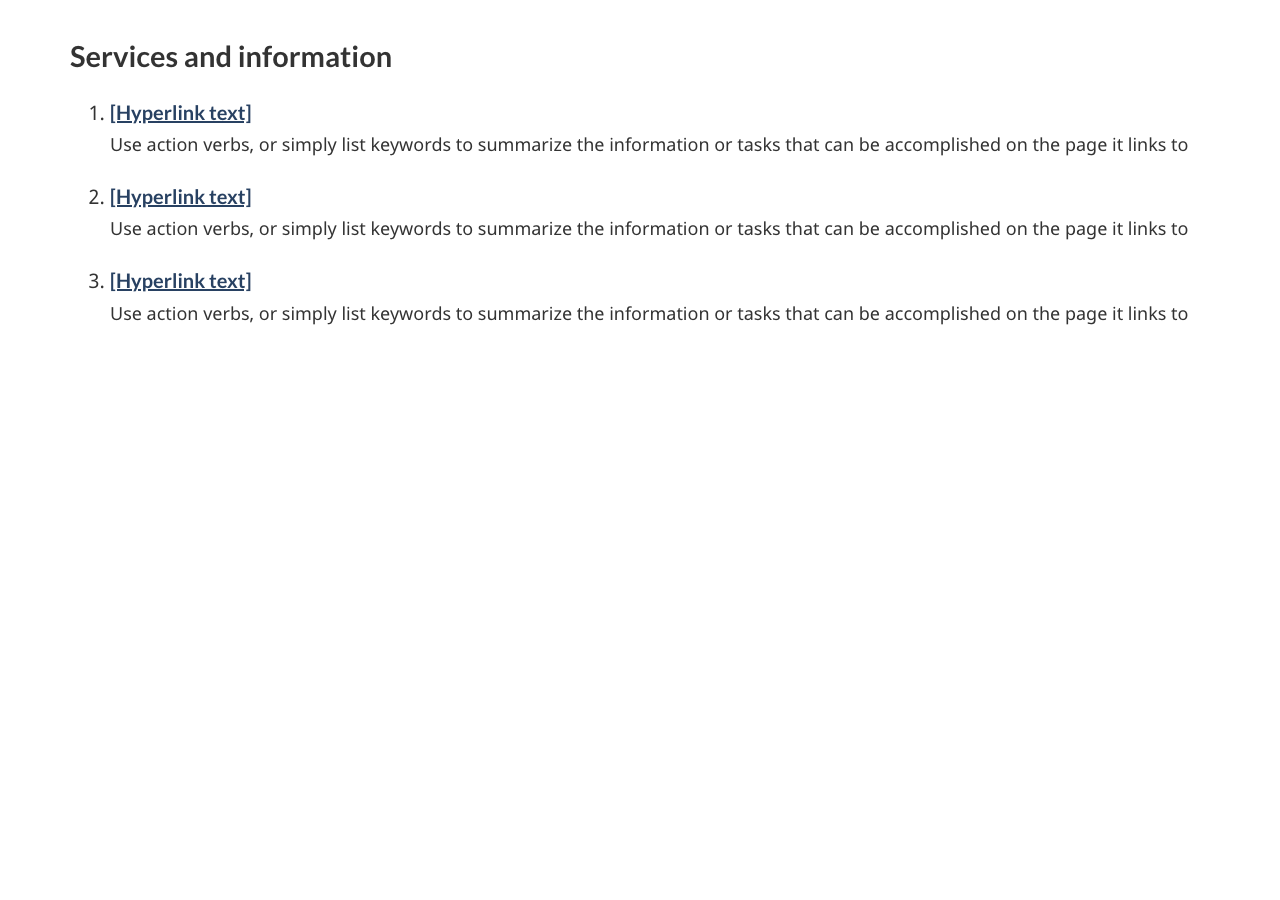 Services and information
1. [Hyperlink text]
Use action verbs, or simply list keywords to summarize the information or tasks that can be accomplished on the page it links to
2. [Hyperlink text]
Use action verbs, or simply list keywords to summarize the information or tasks that can be accomplished on the page it links to
3. [Hyperlink text]
Use action verbs, or simply list keywords to summarize the information or tasks that can be accomplished on the page it links to